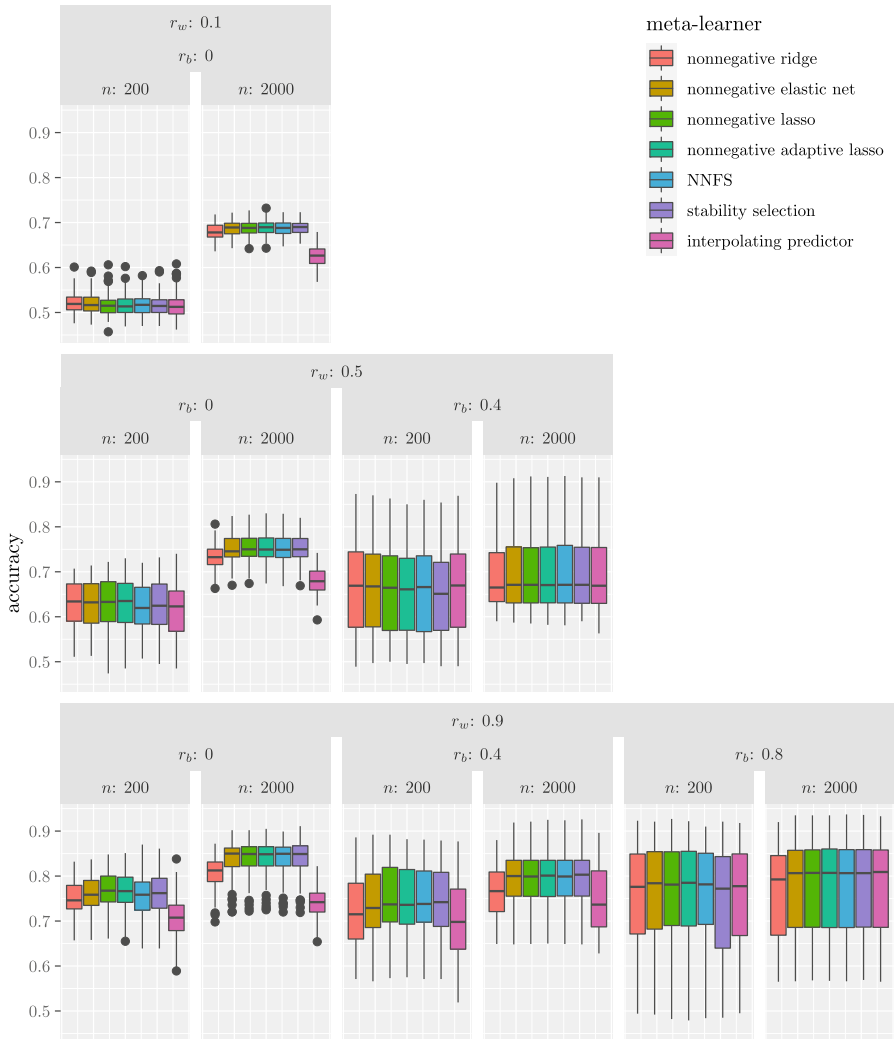 r_w: 0.1
r_b: 0
n: 200 n: 2000
0.9
0.8
0.7
0.6
0.5
meta-learner
nonnegative ridge
nonnegative elastic net
nonnegative lasso
nonnegative adaptive lasso
NNFS
stability selection
interpolating predictor
accuracy
r_w: 0.5
r_b: 0 r_b: 0.4
n: 200 n: 2000 n: 200 n: 2000
0.9
0.8
0.7
0.6
0.5
r_w: 0.9
r_b: 0 r_b: 0.4 r_b: 0.8
n: 200 n: 2000 n: 200 n: 2000 n: 200 n: 2000
0.9
0.8
0.7
0.6
0.5